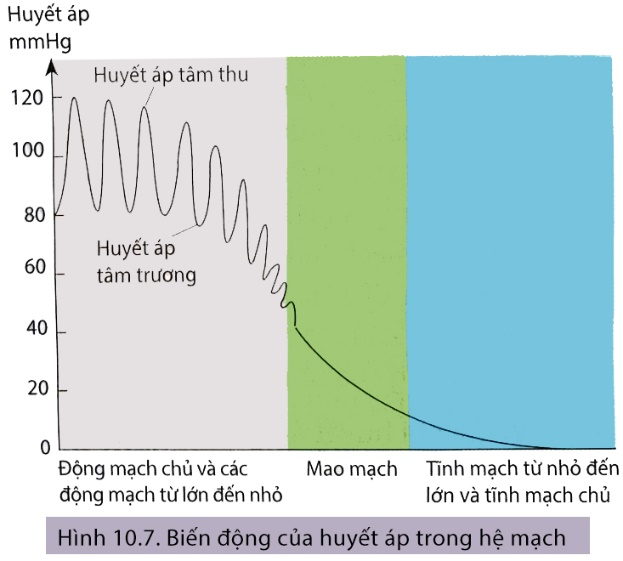 Huyết áp
mmHg
Huyết áp tâm thu
120
100
80
60
40
20
0
Huyết áp
tâm trương
Động mạch chủ và các
động mạch từ lớn đến nhỏ
Mao mạch
Tĩnh mạch từ nhỏ đến
lớn và tĩnh mạch chủ
Hình 10.7. Biến động của huyết áp trong hệ mạch